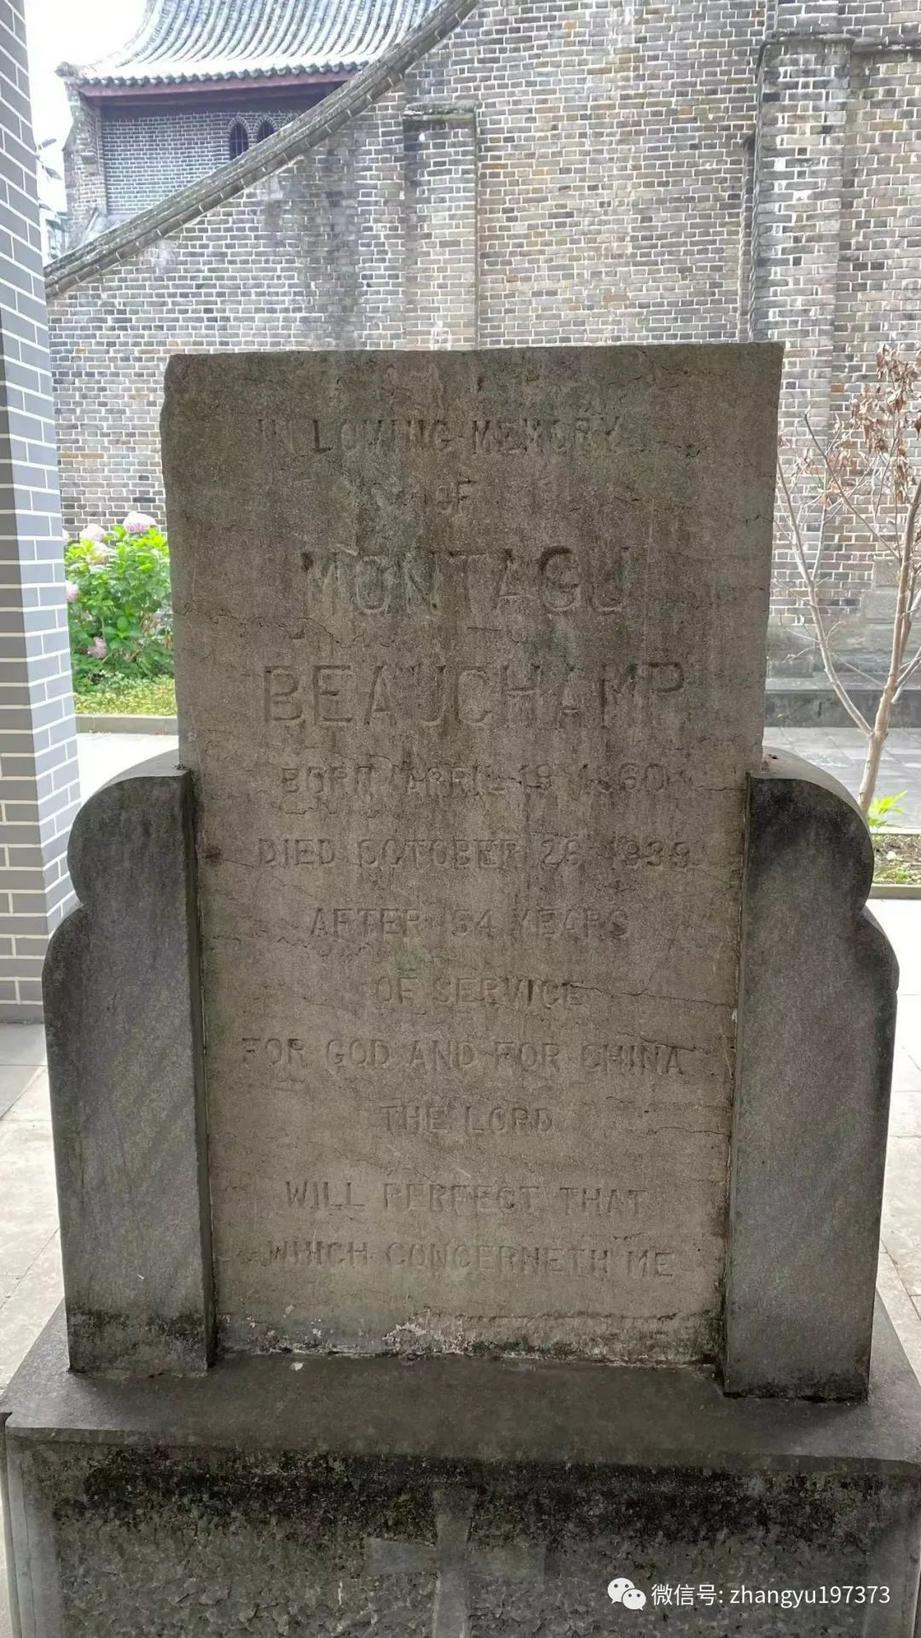 IN LOVING MEMORY
OF
MONTAGU
BEAUCHAMP
BORN APRIL 19 1860
DIED OCTOBER 26 1939
AFTER 54 YEARS
OF SERVICE
FOR GOD AND FOR CHINA
THE LORD
WILL PERFECT THAT
WHICH CONCERNETH ME
微信号: zhangyu197373